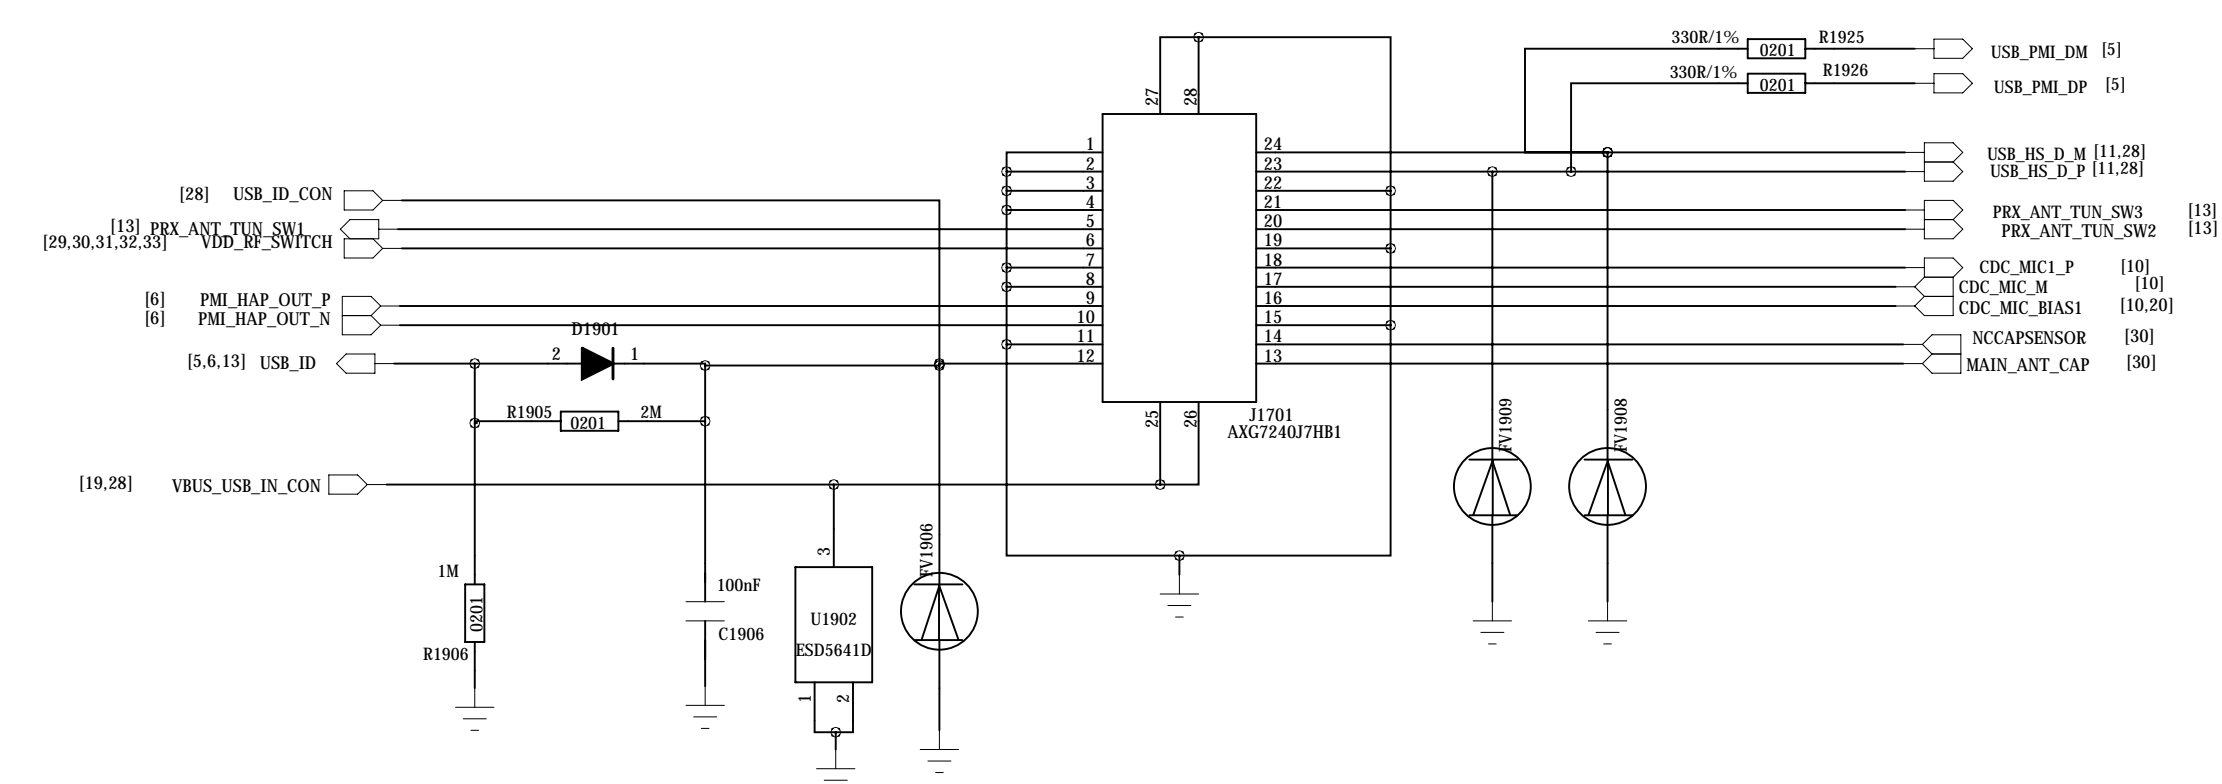 330R/1% 0201 R1925 USB_PMI_DM [5]
330R/1% 0201 R1926 USB_PMI_DP [5]
27 28
1 24 USB_HS_D_M [11,28]
2 23 USB_HS_D_P [11,28]
3 22
[28] USB_ID_CON
4 21 PRX_ANT_TUN_SW3 [13]
[13] PRX_ANT_TUN_SW1 5 20 PRX_ANT_TUN_SW2 [13]
[29,30,31,32,33] VDD_RF_SWITCH 6 19
7 18 CDC_MIC1_P [10]
8 17 CDC_MIC_M [10]
[6] PMI_HAP_OUT_P 9 16 CDC_MIC_BIAS1 [10,20]
[6] PMI_HAP_OUT_N 10 15
D1901
11 14 NCCAPSENSOR [30]
[5,6,13] USB_ID 2 1 12 13 MAIN_ANT_CAP [30]
R1905 0201 2M
25 26
J1701
AXG7240J7HB1
FV1909 FV1908
[19,28] VBUS_USB_IN_CON
3
FV1906
1M
0201
R1906
100nF
C1906
U1902
ESD5641D
1 2